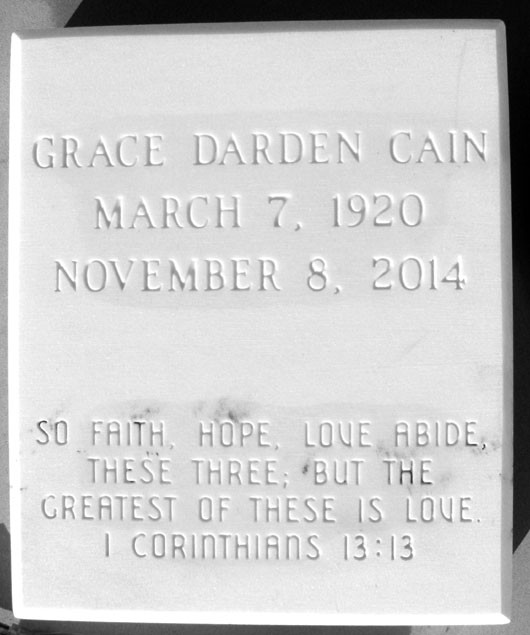 GRACE DARDEN CAIN
MARCH 7, 1920
NOVEMBER 8, 2014
SO FAITH, HOPE, LOVE ABIDE,
THESE THREE; BUT THE
GREATEST OF THESE IS LOVE.
I CORINTHIANS 13:13